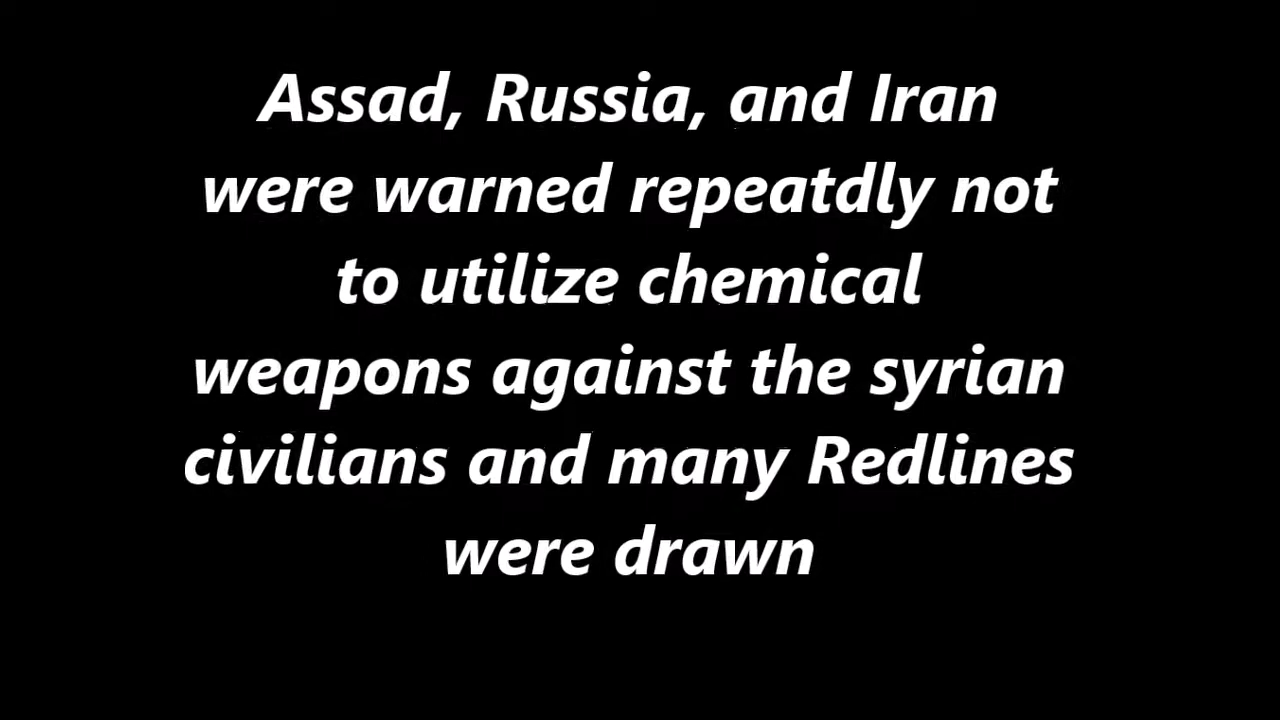 Assad, Russia, and Iran
were warned repeatdly not
to utilize chemical
weapons against the syrian
civilians and many Redlines
were drawn